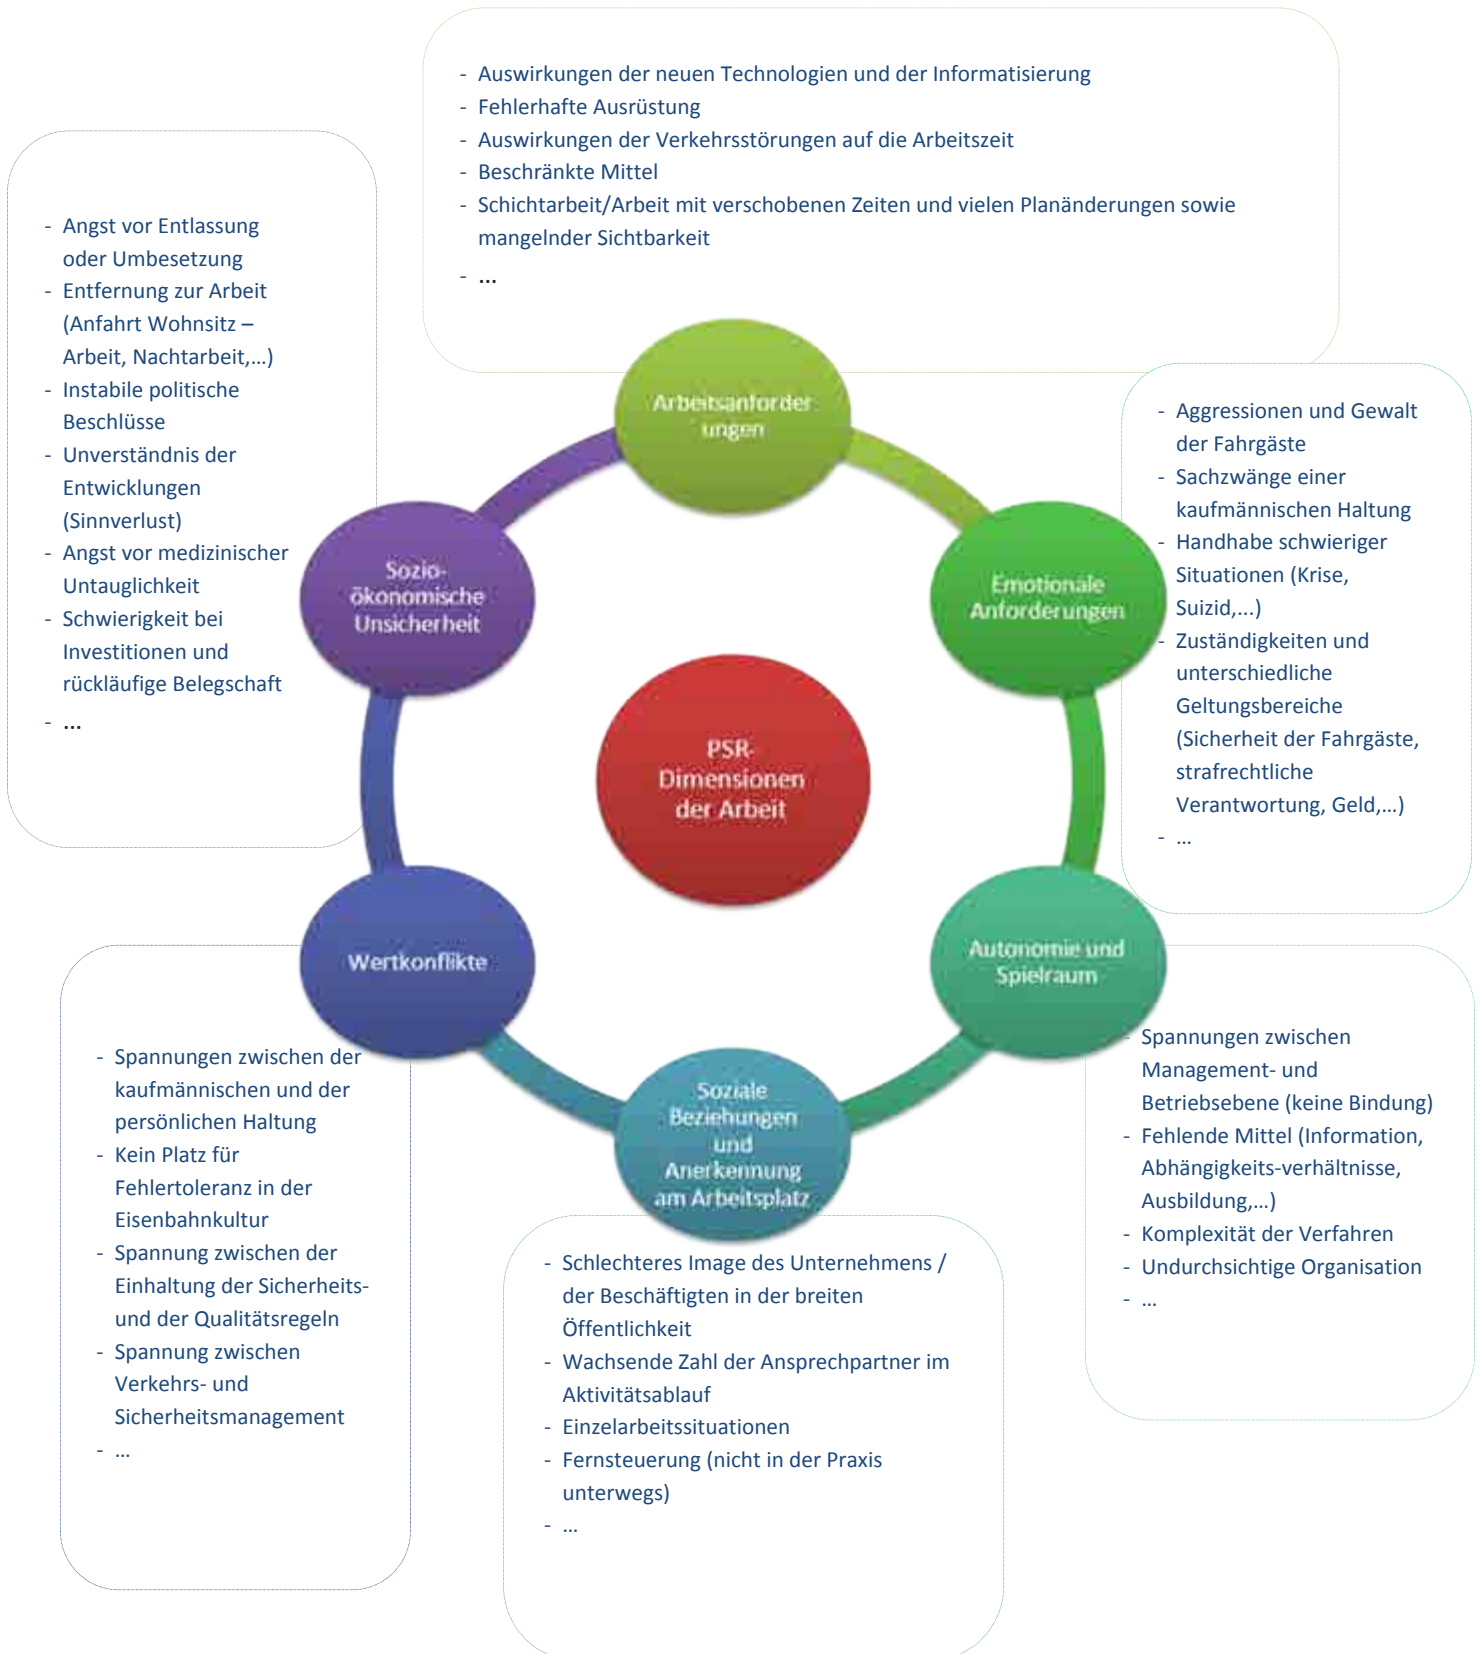 - Auswirkungen der neuen Technologien und der Informatisierung
- Fehlerhafte Ausrüstung
- Auswirkungen der Verkehrsstörungen auf die Arbeitszeit
- Beschränkte Mittel
- Schichtarbeit/Arbeit mit verschobenen Zeiten und vielen Planänderungen sowie
mangelnder Sichtbarkeit
- ...
- Angst vor Entlassung
oder Umbesetzung
- Entfernung zur Arbeit
(Anfahrt Wohnsitz –
Arbeit, Nachtarbeit,...)
- Instabile politische
Beschlüsse
- Unverständnis der
Entwicklungen
(Sinnverlust)
- Angst vor medizinischer
Untauglichkeit
- Schwierigkeit bei
Investitionen und
rückläufige Belegschaft
- ...
Arbeitsanforder
ungen
- Aggressionen und Gewalt
der Fahrgäste
- Sachzwänge einer
kaufmännischen Haltung
- Handhabe schwieriger
Situationen (Krise,
Suizid,...)
- Zuständigkeiten und
unterschiedliche
Geltungsbereiche
(Sicherheit der Fahrgäste,
strafrechtliche
Verantwortung, Geld,...)
- ...
Sozio-
ökonomische
Unsicherheit
Emotionale
Anforderungen
PSR-
Dimensionen
der Arbeit
Wertkonflikte
Autonomie und
Spielraum
Soziale
Beziehungen
und
Anerkennung
am Arbeitsplatz
- Spannungen zwischen der
kaufmännischen und der
persönlichen Haltung
- Kein Platz für
Fehlertoleranz in der
Eisenbahnkultur
- Spannung zwischen der
Einhaltung der Sicherheits-
und der Qualitätsregeln
- Spannung zwischen
Verkehrs- und
Sicherheitsmanagement
- ...
- Schlechteres Image des Unternehmens /
der Beschäftigten in der breiten
Öffentlichkeit
- Wachsende Zahl der Ansprechpartner im
Aktivitätsablauf
- Einzelarbeitssituationen
- Fernsteuerung (nicht in der Praxis
unterwegs)
- ...
- Spannungen zwischen
Management- und
Betriebsebene (keine Bindung)
- Fehlende Mittel (Information,
Abhängigkeits-verhältnisse,
Ausbildung,...)
- Komplexität der Verfahren
- Undurchsichtige Organisation
- ...